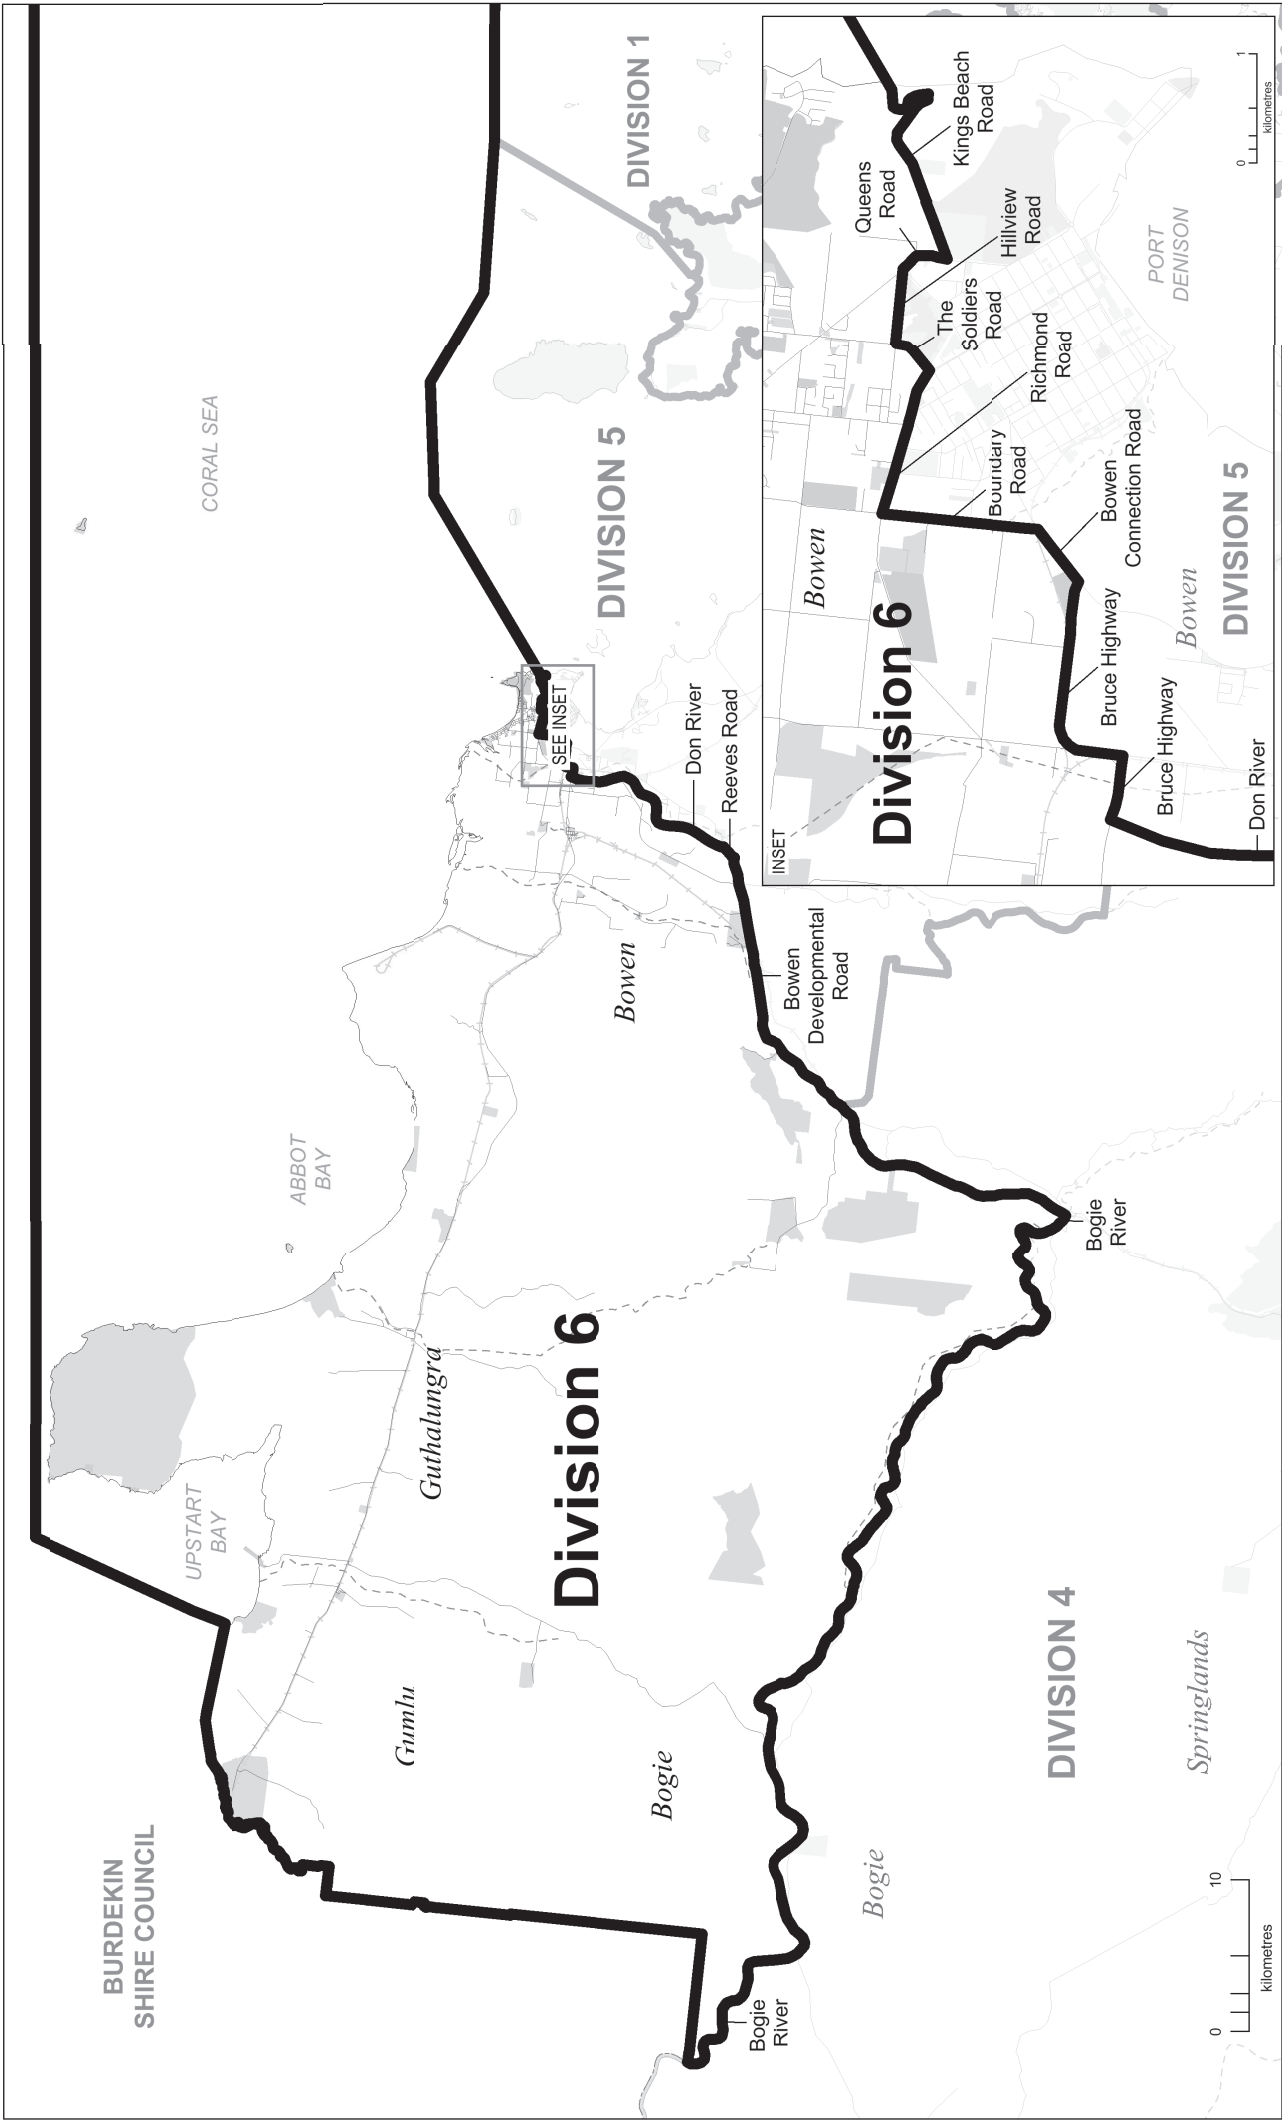 BURDEKIN
SHIRE COUNCIL
UPSTART
BAY
ABBOT
BAY
CORAL SEA
Gumlu
Guthalungra
Division 6
Bogie
Bowen
SEE INSET
DIVISION 5
DIVISION 1
Don River
Reeves Road
Bowen
Developmental
Road
Bogie
River
Bogie
River
Bogie
DIVISION 4
Springlands
0
10
kilometres
INSET
Division 6
Bowen
Queens
Road
Kings Beach
Road
Hillview
Road
The
Soldiers
Road
Richmond
Road
Boundary
Road
Bowen
Connection Road
Bruce Highway
Bruce Highway
Don River
Bowen
DIVISION 5
PORT
DENISON
0
1
kilometres